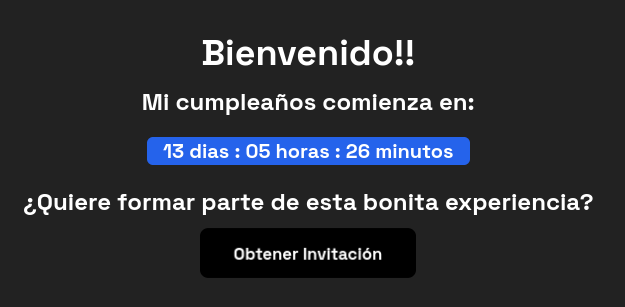 Bienvenido!!
Mi cumpleaños comienza en:
13 dias : 05 horas : 26 minutos
¿Quiere formar parte de esta bonita experiencia?
Obtener Invitación